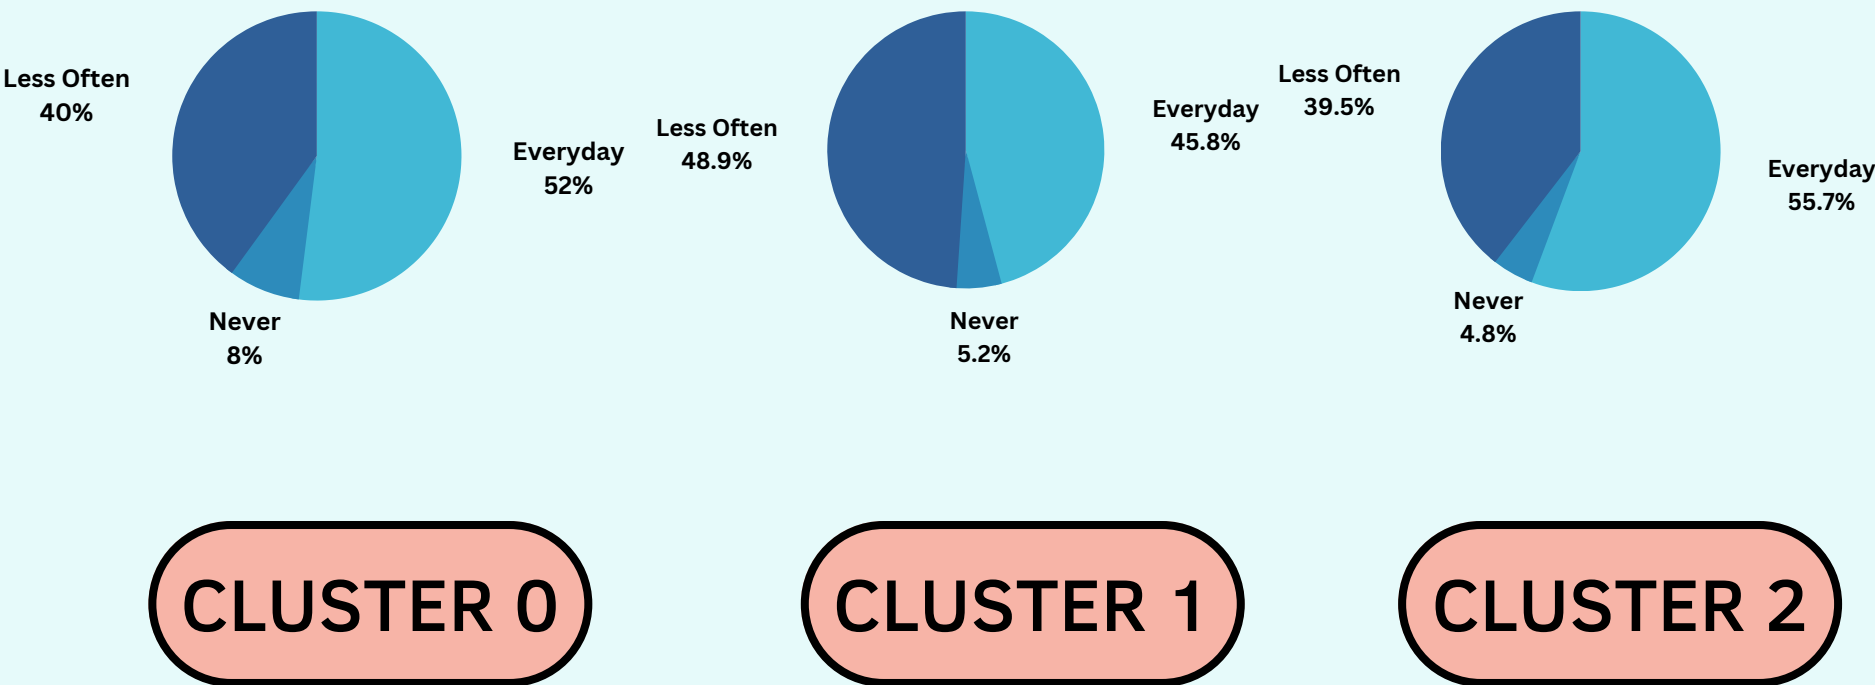 Less Often
40%
Everyday
52%
Never
8%
Less Often
48.9%
Everyday
45.8%
Never
5.2%
Less Often
39.5%
Everyday
55.7%
Never
4.8%
CLUSTER 0
CLUSTER 1
CLUSTER 2